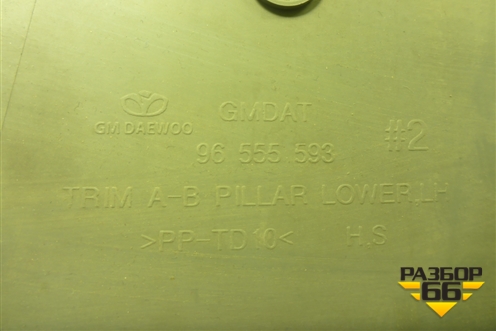 GMDAT
GM DAEWOO
96 555 593 #2
TRIM A-B PILLAR LOWER,LH
>PP-TD10< H.S
РАЗБОР
66